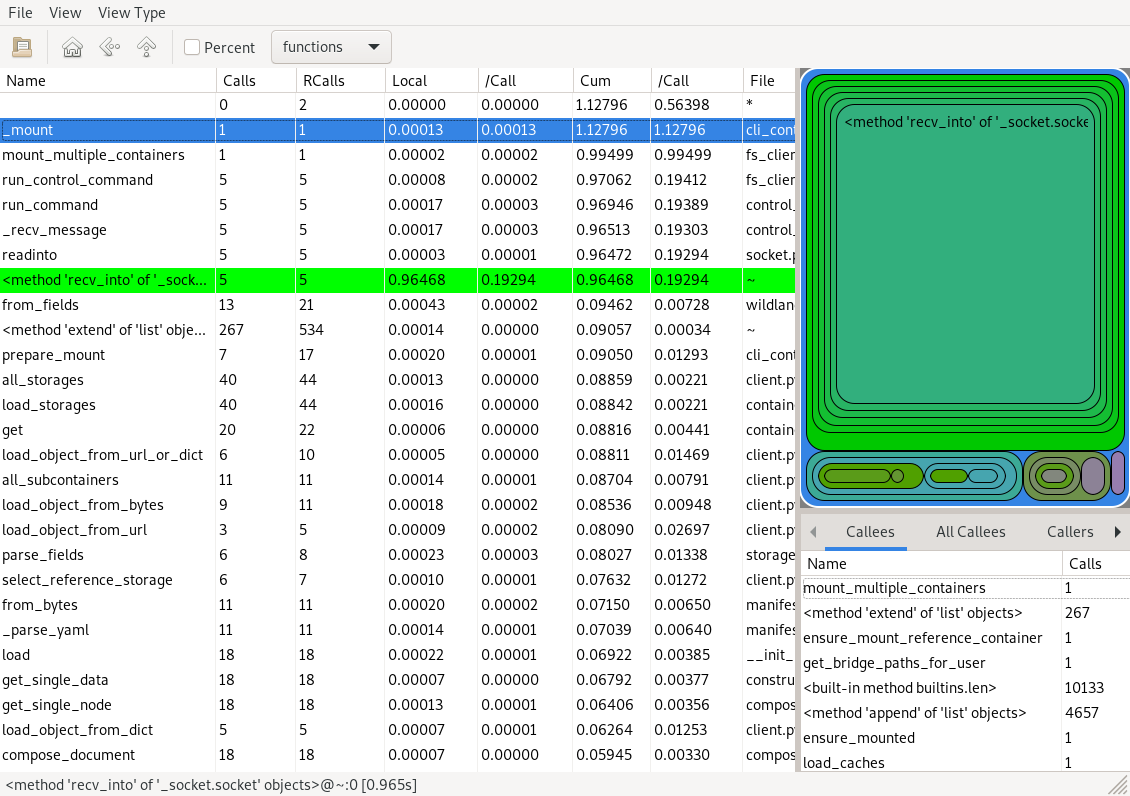 File View View Type
Percent functions
Name Calls RCalls Local /Call Cum /Call File
0 2 0.00000 0.00000 1.12796 0.56398 *
_mount 1 1 0.00013 0.00013 1.12796 1.12796 cli_cont
mount_multiple_containers 1 1 0.00002 0.00002 0.99499 0.99499 fs_clien
run_control_command 5 5 0.00008 0.00002 0.97062 0.19412 fs_clien
run_command 5 5 0.00017 0.00003 0.96946 0.19389 control_
_recv_message 5 5 0.00017 0.00003 0.96513 0.19303 control_
readinto 5 5 0.00003 0.00001 0.96472 0.19294 socket.p
<method 'recv_into' of '_sock... 5 5 0.96468 0.19294 0.96468 0.19294 ~
from_fields 13 21 0.00043 0.00002 0.09462 0.00728 wildlan
<method 'extend' of 'list' obje... 267 534 0.00014 0.00000 0.09057 0.00034 ~
prepare_mount 7 17 0.00020 0.00001 0.09050 0.01293 cli_cont
all_storages 40 44 0.00013 0.00000 0.08859 0.00221 client.py
load_storages 40 44 0.00016 0.00000 0.08842 0.00221 contain
get 20 22 0.00006 0.00000 0.08816 0.00441 contain
load_object_from_url_or_dict 6 10 0.00005 0.00000 0.08811 0.01469 client.py
all_subcontainers 11 11 0.00014 0.00001 0.08704 0.00791 client.py
load_object_from_bytes 9 11 0.00018 0.00002 0.08536 0.00948 client.py
load_object_from_url 3 5 0.00009 0.00002 0.08090 0.02697 client.py
parse_fields 6 8 0.00023 0.00003 0.08027 0.01338 storage
select_reference_storage 6 7 0.00010 0.00001 0.07632 0.01272 client.py
from_bytes 11 11 0.00020 0.00002 0.07150 0.00650 manifes
_parse_yaml 11 11 0.00014 0.00001 0.07039 0.00640 manifes
load 18 18 0.00022 0.00001 0.06922 0.00385 __init_
get_single_data 18 18 0.00007 0.00000 0.06792 0.00377 constru
get_single_node 18 18 0.00013 0.00001 0.06406 0.00356 compos
load_object_from_dict 5 5 0.00007 0.00001 0.06264 0.01253 client.py
compose_document 18 18 0.00007 0.00000 0.05945 0.00330 compos
<method 'recv_into' of '_socket.socke
Callees All Callees Callers
Name Calls
mount_multiple_containers 1
<method 'extend' of 'list' objects> 267
ensure_mount_reference_container 1
get_bridge_paths_for_user 1
<built-in method builtins.len> 10133
<method 'append' of 'list' objects> 4657
ensure_mounted 1
load_caches 1
<method 'recv_into' of '_socket.socket' objects>@~:0 [0.965s]